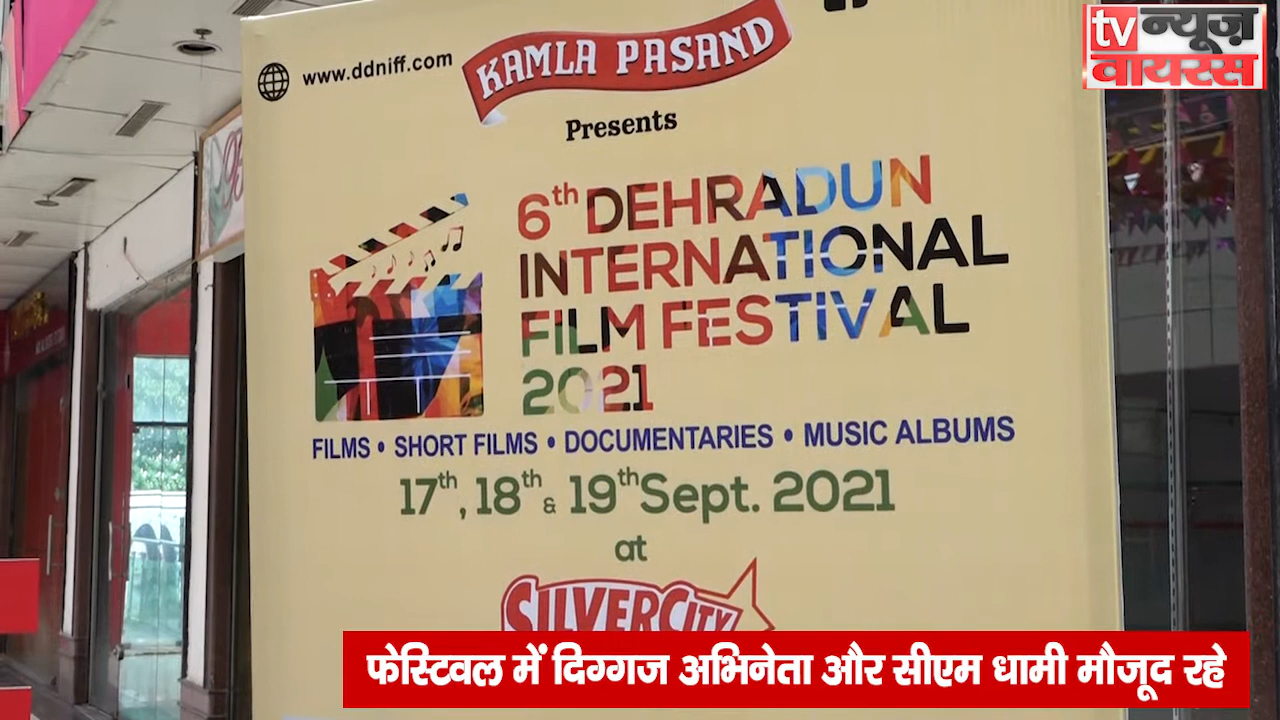 www.ddniff.com
KAMLA PASAND
Presents
6th DEHRADUN
INTERNATIONAL
FILM FESTIVAL
2021
FILMS • SHORT FILMS • DOCUMENTARIES • MUSIC ALBUMS
17th, 18th & 19th Sept. 2021
at
SILVERCITY
tv न्यूज़
वायरस
फेस्टिवल में दिग्गज अभिनेता और सीएम धामी मौजूद रहे